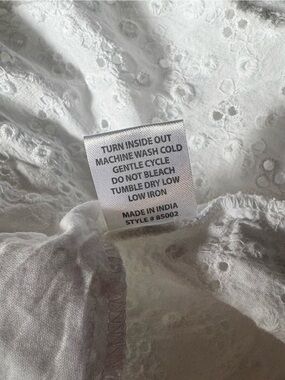 TURN INSIDE OUT
MACHINE WASH COLD
GENTLE CYCLE
DO NOT BLEACH
TUMBLE DRY LOW
LOW IRON
MADE IN INDIA
STYLE # 85002